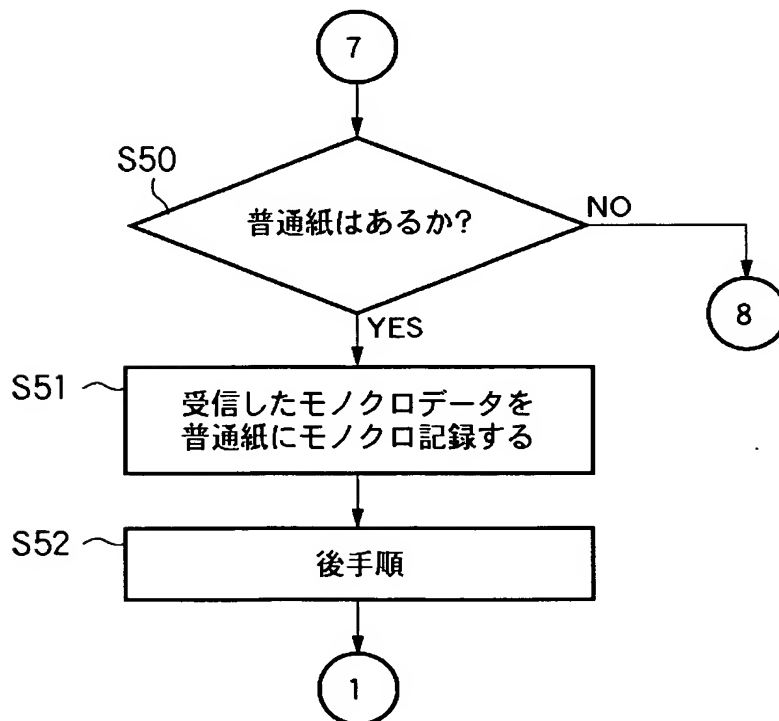 7
S50
普通紙はあるか?
NO
8
YES
S51
受信したモノクロデータを
普通紙にモノクロ記録する
S52
後手順
1